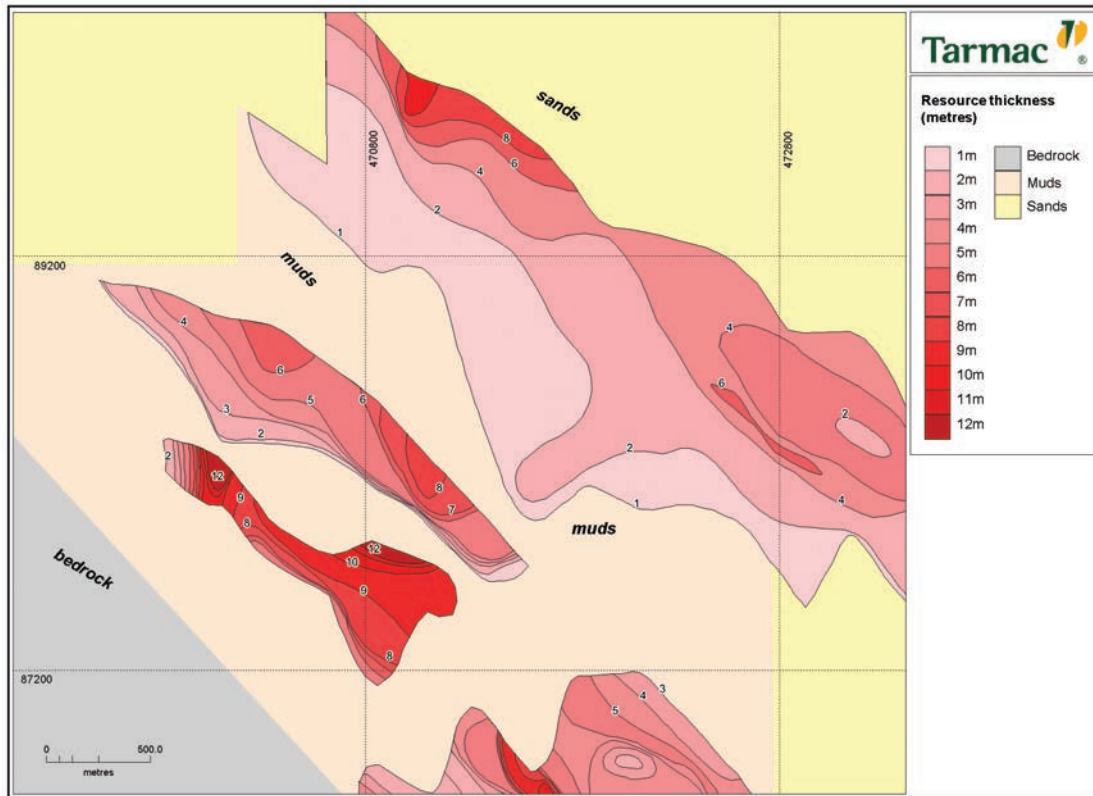 Tarmac
®
Resource thickness
(metres)
1m
2m
3m
4m
5m
6m
7m
8m
9m
10m
11m
12m
Bedrock
Muds
Sands
sands
470800
472800
8
6
4
2
1
muds
89200
4
6
5
6
3
2
8
7
4
6
2
2
4
1
muds
2
12
9
8
12
10
9
8
bedrock
87200
3
4
5
0
500.0
metres